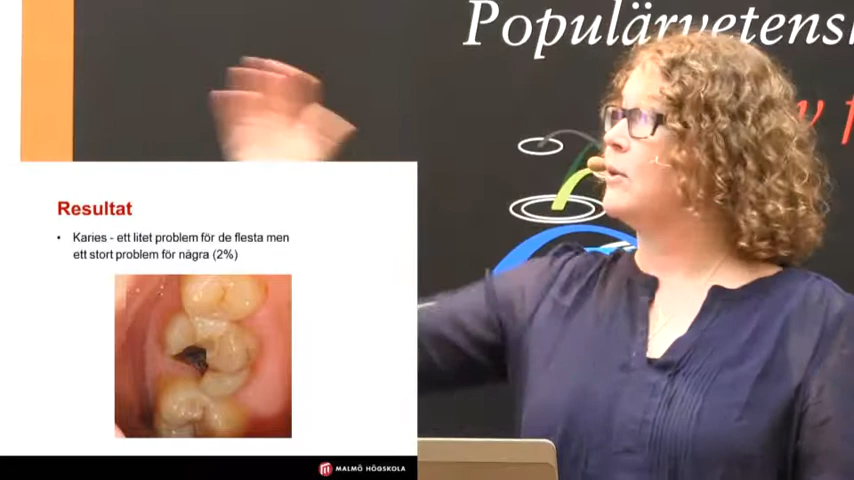 Populärvetensk
Resultat
• Karies - ett litet problem för de flesta men
ett stort problem för några (2%)
MALMÖ HÖGSKOLA